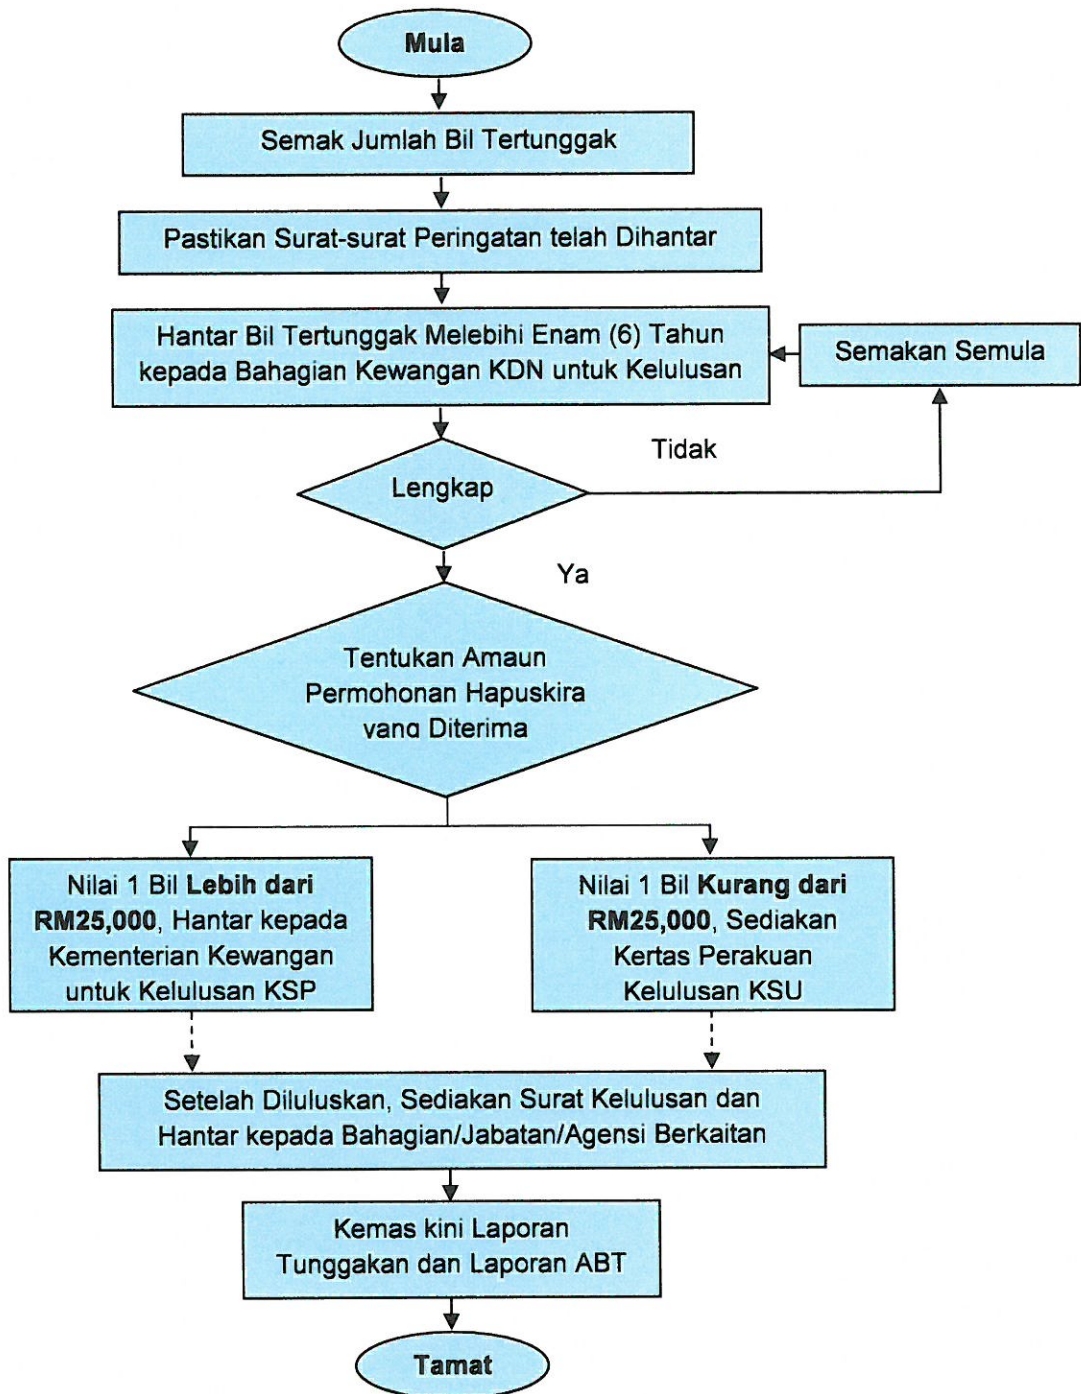 Mula
Semak Jumlah Bil Tertunggak
Pastikan Surat-surat Peringatan telah Dihantar
Hantar Bil Tertunggak Melebihi Enam (6) Tahun
kepada Bahagian Kewangan KDN untuk Kelulusan
Semakan Semula
Tidak
Lengkap
Ya
Tentukan Amaun
Permohonan Hapuskira
yang Diterima
Nilai 1 Bil Lebih dari
RM25,000, Hantar kepada
Kementerian Kewangan
untuk Kelulusan KSP
Nilai 1 Bil Kurang dari
RM25,000, Sediakan
Kertas Perakuan
Kelulusan KSU
Setelah Diluluskan, Sediakan Surat Kelulusan dan
Hantar kepada Bahagian/Jabatan/Agensi Berkaitan
Kemas kini Laporan
Tunggakan dan Laporan ABT
Tamat